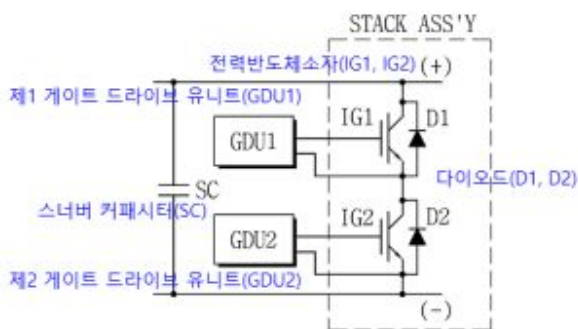 STACK ASS'Y
전력반도체소자(IG1, IG2) (+)
제1 게이트 드라이브 유니트(GDU1)
IG1 D1
GDU1
다이오드(D1, D2)
SC
스너버 커패시터(SC)
IG2 D2
GDU2
제2 게이트 드라이브 유니트(GDU2)
(-)